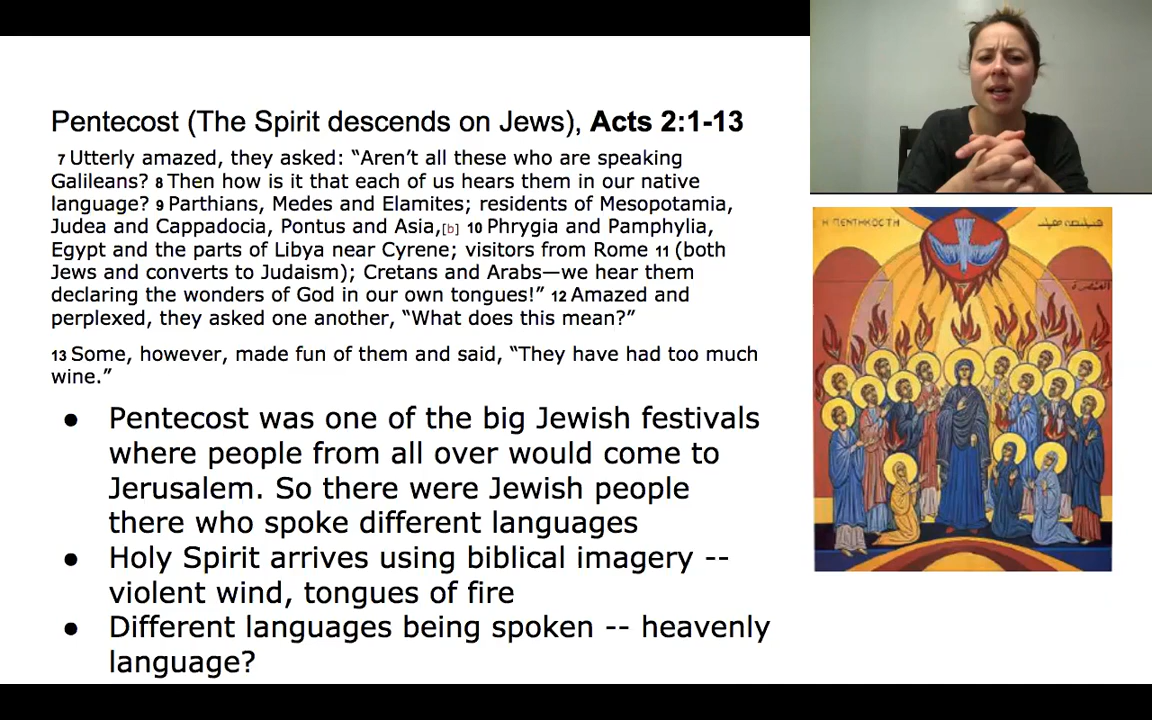 Pentecost (The Spirit descends on Jews), Acts 2:1-13
7 Utterly amazed, they asked: “Aren’t all these who are speaking
Galileans? 8 Then how is it that each of us hears them in our native
language? 9 Parthians, Medes and Elamites; residents of Mesopotamia,
Judea and Cappadocia, Pontus and Asia,[b] 10 Phrygia and Pamphylia,
Egypt and the parts of Libya near Cyrene; visitors from Rome 11 (both
Jews and converts to Judaism); Cretans and Arabs—we hear them
declaring the wonders of God in our own tongues!” 12 Amazed and
perplexed, they asked one another, “What does this mean?”
13 Some, however, made fun of them and said, “They have had too much
wine.”
● Pentecost was one of the big Jewish festivals
where people from all over would come to
Jerusalem. So there were Jewish people
there who spoke different languages
● Holy Spirit arrives using biblical imagery --
violent wind, tongues of fire
● Different languages being spoken -- heavenly
language?
Η ΠΕΝΤΗΚΟΣΤΗ
العنصرة